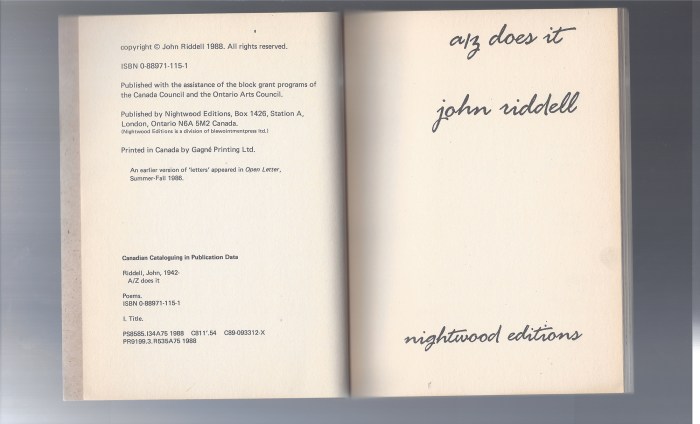 copyright © John Riddell 1988. All rights reserved.
ISBN 0-88971-115-1
Published with the assistance of the block grant programs of
the Canada Council and the Ontario Arts Council.
Published by Nightwood Editions, Box 1426, Station A,
London, Ontario N6A 5M2 Canada.
(Nightwood Editions is a division of blewointmentpress ltd.)
Printed in Canada by Gagné Printing Ltd.
An earlier version of 'letters' appeared in Open Letter,
Summer-Fall 1986.
Canadian Cataloguing in Publication Data
Riddell, John, 1942-
A/Z does it
Poems.
ISBN 0-88971-115-1
I. Title.
PS8585.I34A75 1988 C811'.54 C89-093312-X
PR9199.3.R535A75 1988
a/z does it
john riddell
nightwood editions